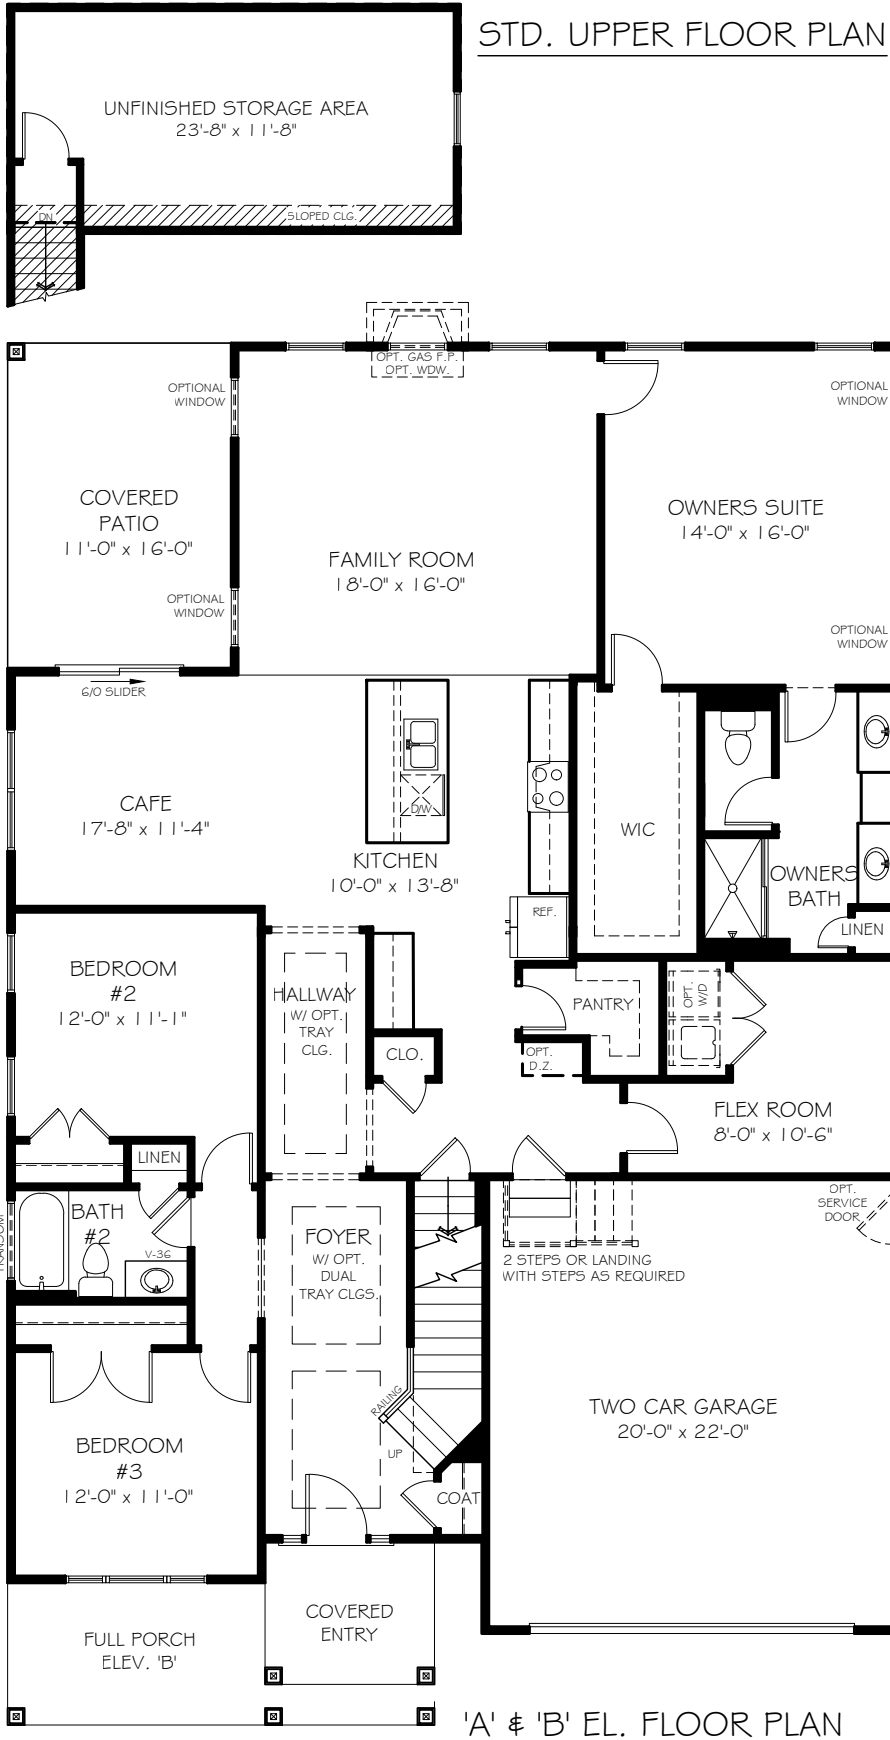 STD. UPPER FLOOR PLAN
UNFINISHED STORAGE AREA
23'-8" x 11'-8"
DN
SLOPED CLG.
OPT. GAS F.P.
OPT. WDW.
OPTIONAL
WINDOW
OPTIONAL
WINDOW
COVERED
PATIO
11'-0" x 16'-0"
OWNERS SUITE
14'-0" x 16'-0"
FAMILY ROOM
18'-0" x 16'-0"
OPTIONAL
WINDOW
OPTIONAL
WINDOW
6/0 SLIDER
CAFE
17'-8" x 11'-4"
D/W
WIC
KITCHEN
10'-0" x 13'-8"
OWNERS
BATH
REF.
LINEN
BEDROOM
#2
12'-0" x 11'-1"
HALLWAY
W/ OPT.
TRAY
CLG.
PANTRY
OPT.
W/D
CLO.
OPT.
D.Z.
FLEX ROOM
8'-0" x 10'-6"
LINEN
BATH
#2
V-36
TRANSOM
FOYER
W/ OPT.
DUAL
TRAY CLGS.
OPT.
SERVICE
DOOR
2 STEPS OR LANDING
WITH STEPS AS REQUIRED
RAILING
UP
TWO CAR GARAGE
20'-0" x 22'-0"
BEDROOM
#3
12'-0" x 11'-0"
COAT
COVERED
ENTRY
FULL PORCH
ELEV. 'B'
'A' & 'B' EL. FLOOR PLAN